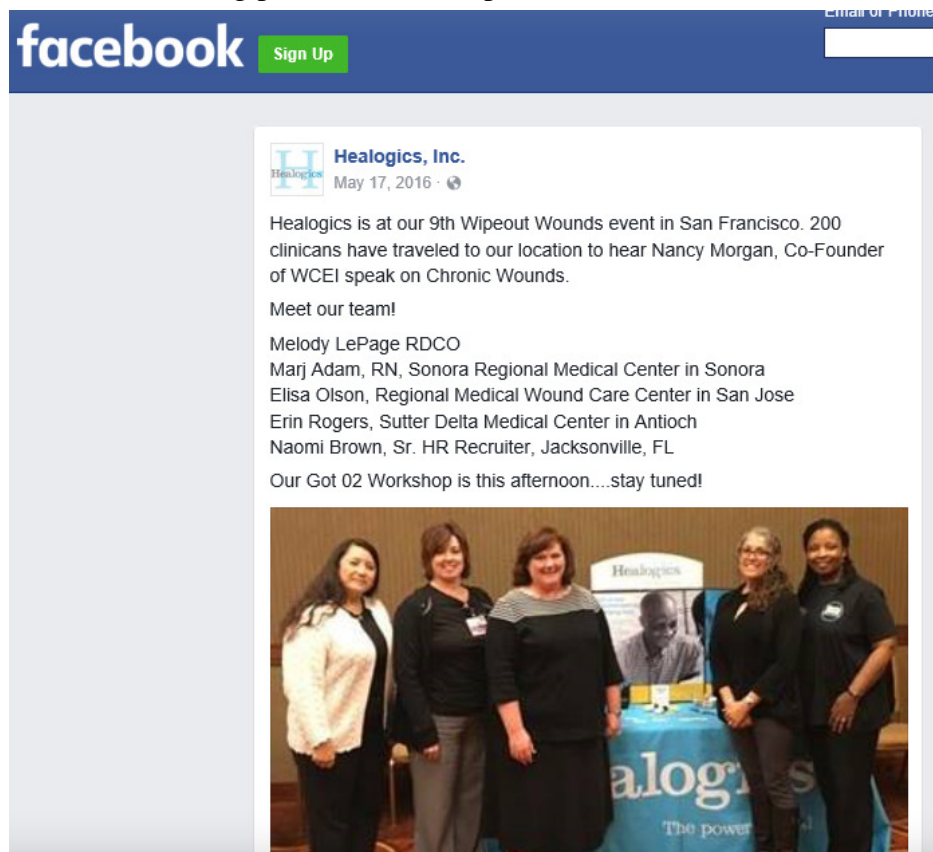 Email or Phone
facebook
Sign Up
Healogics
Healogics, Inc.
May 17, 2016 ·
Healogics is at our 9th Wipeout Wounds event in San Francisco. 200
clinicans have traveled to our location to hear Nancy Morgan, Co-Founder
of WCEI speak on Chronic Wounds.
Meet our team!
Melody LePage RDCO
Marj Adam, RN, Sonora Regional Medical Center in Sonora
Elisa Olson, Regional Medical Wound Care Center in San Jose
Erin Rogers, Sutter Delta Medical Center in Antioch
Naomi Brown, Sr. HR Recruiter, Jacksonville, FL
Our Got 02 Workshop is this afternoon....stay tuned!
Healogics
alog
The power